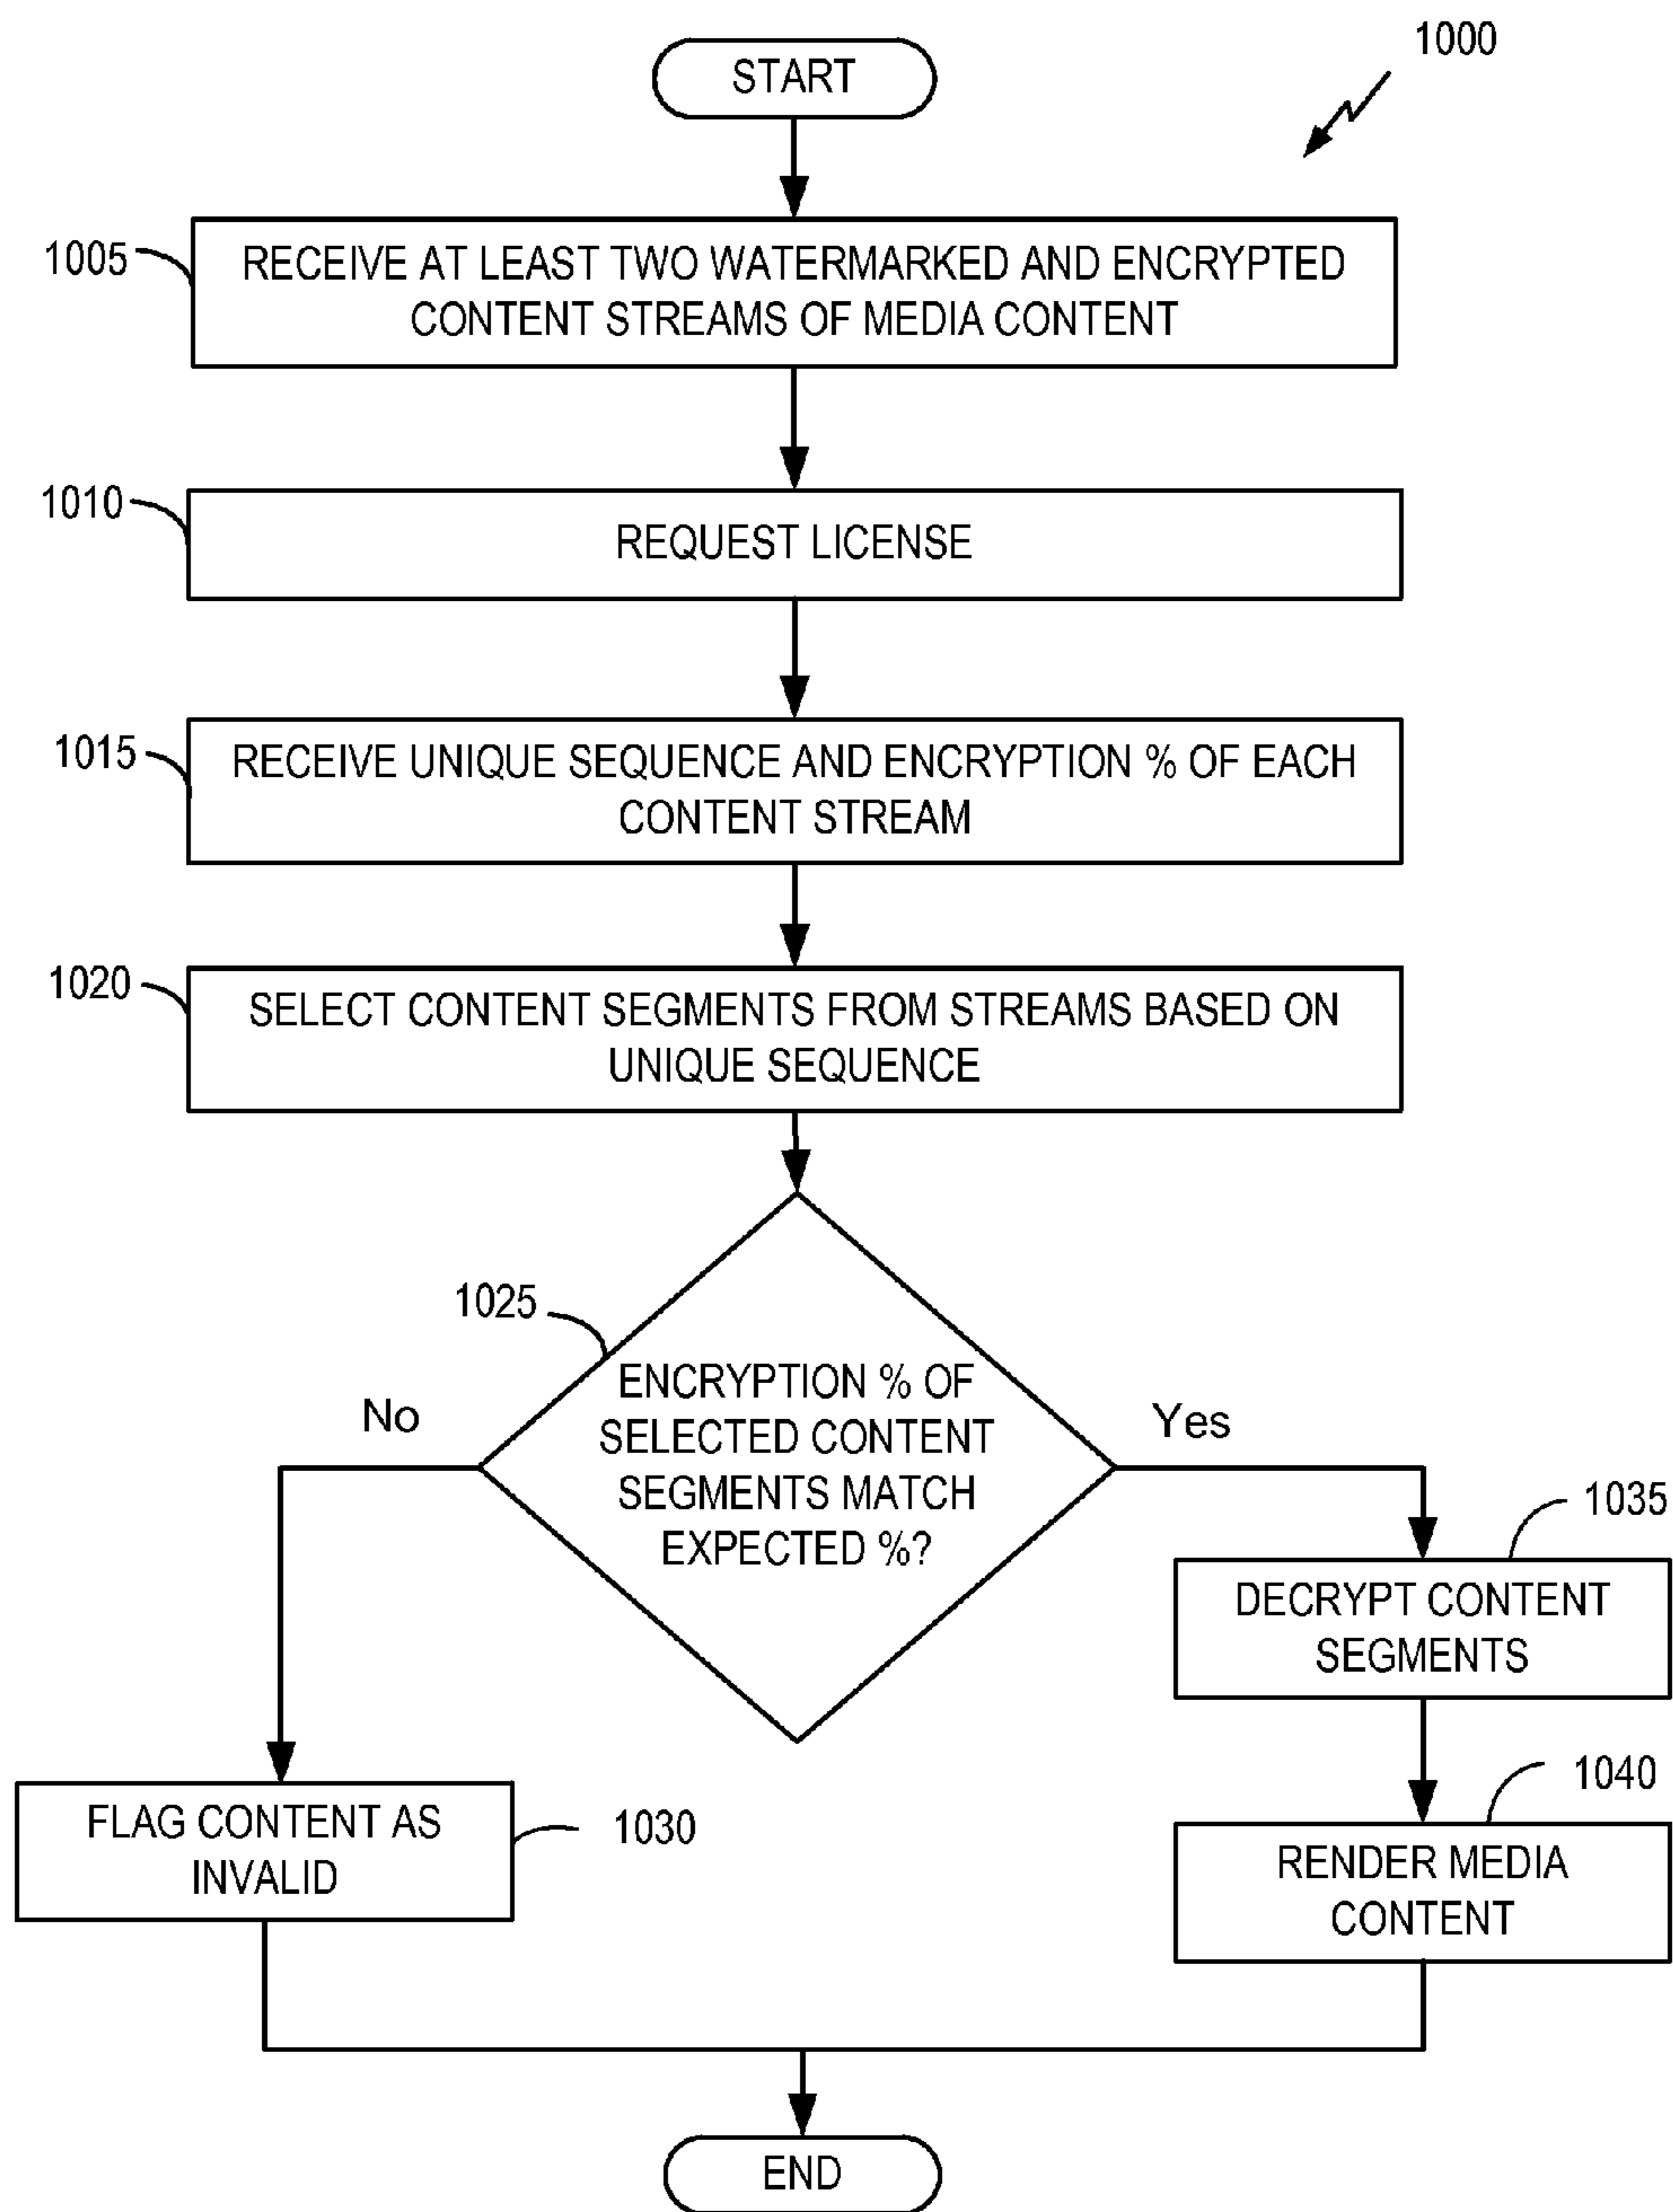 1000
START
1005
RECEIVE AT LEAST TWO WATERMARKED AND ENCRYPTED
CONTENT STREAMS OF MEDIA CONTENT
1010
REQUEST LICENSE
1015
RECEIVE UNIQUE SEQUENCE AND ENCRYPTION % OF EACH
CONTENT STREAM
1020
SELECT CONTENT SEGMENTS FROM STREAMS BASED ON
UNIQUE SEQUENCE
1025
ENCRYPTION % OF
SELECTED CONTENT
SEGMENTS MATCH
EXPECTED %?
No
Yes
1035
DECRYPT CONTENT
SEGMENTS
1030
FLAG CONTENT AS
INVALID
1040
RENDER MEDIA
CONTENT
END